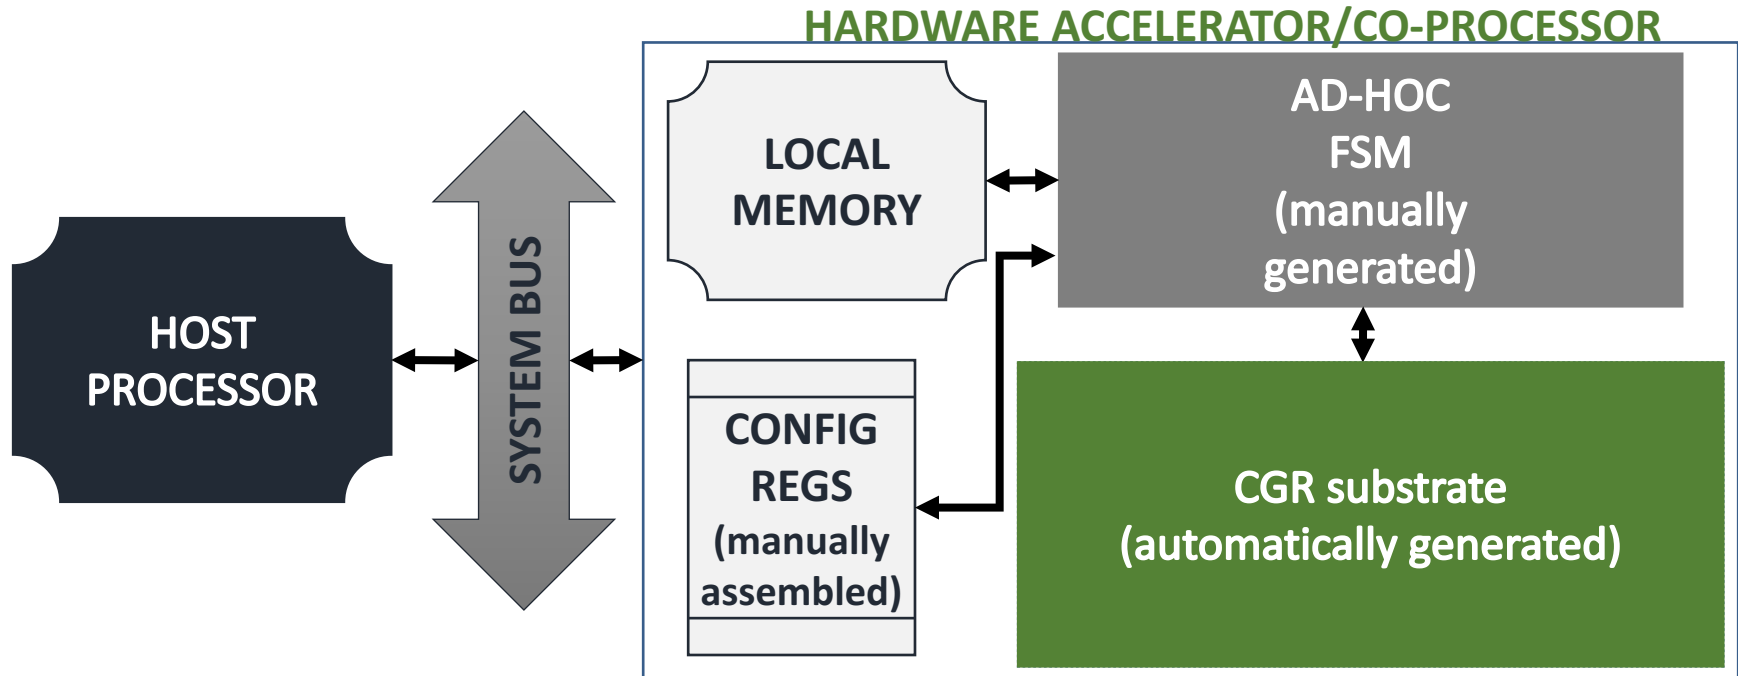 HARDWARE ACCELERATOR/CO-PROCESSOR
HOST
PROCESSOR
SYSTEM BUS
LOCAL
MEMORY
AD-HOC
FSM
(manually
generated)
CONFIG
REGS
(manually
assembled)
CGR substrate
(automatically generated)